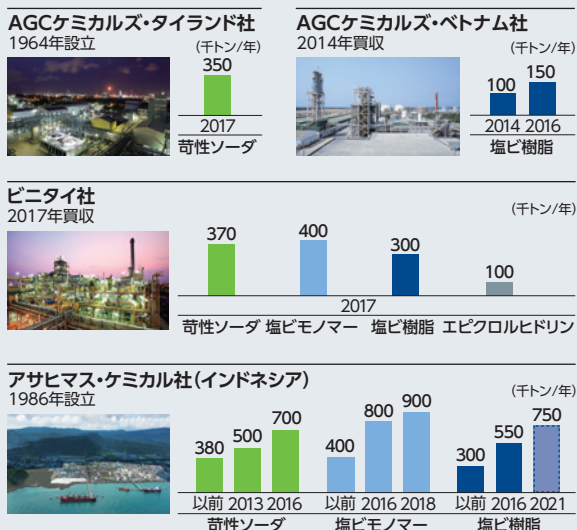 AGCケミカルズ・タイランド社
1964年設立
(千トン/年)
350
2017
苛性ソーダ
AGCケミカルズ・ベトナム社
2014年買収
(千トン/年)
100 150
2014 2016
塩ビ樹脂
ビニタイ社
2017年買収
(千トン/年)
370 400 300 100
2017
苛性ソーダ 塩ビモノマー 塩ビ樹脂 エピクロルヒドリン
アサヒマス・ケミカル社(インドネシア)
1986年設立
(千トン/年)
380 500 700 400 800 900 300 550 750
以前 2013 2016 以前 2016 2018 以前 2016 2021
苛性ソーダ 塩ビモノマー 塩ビ樹脂